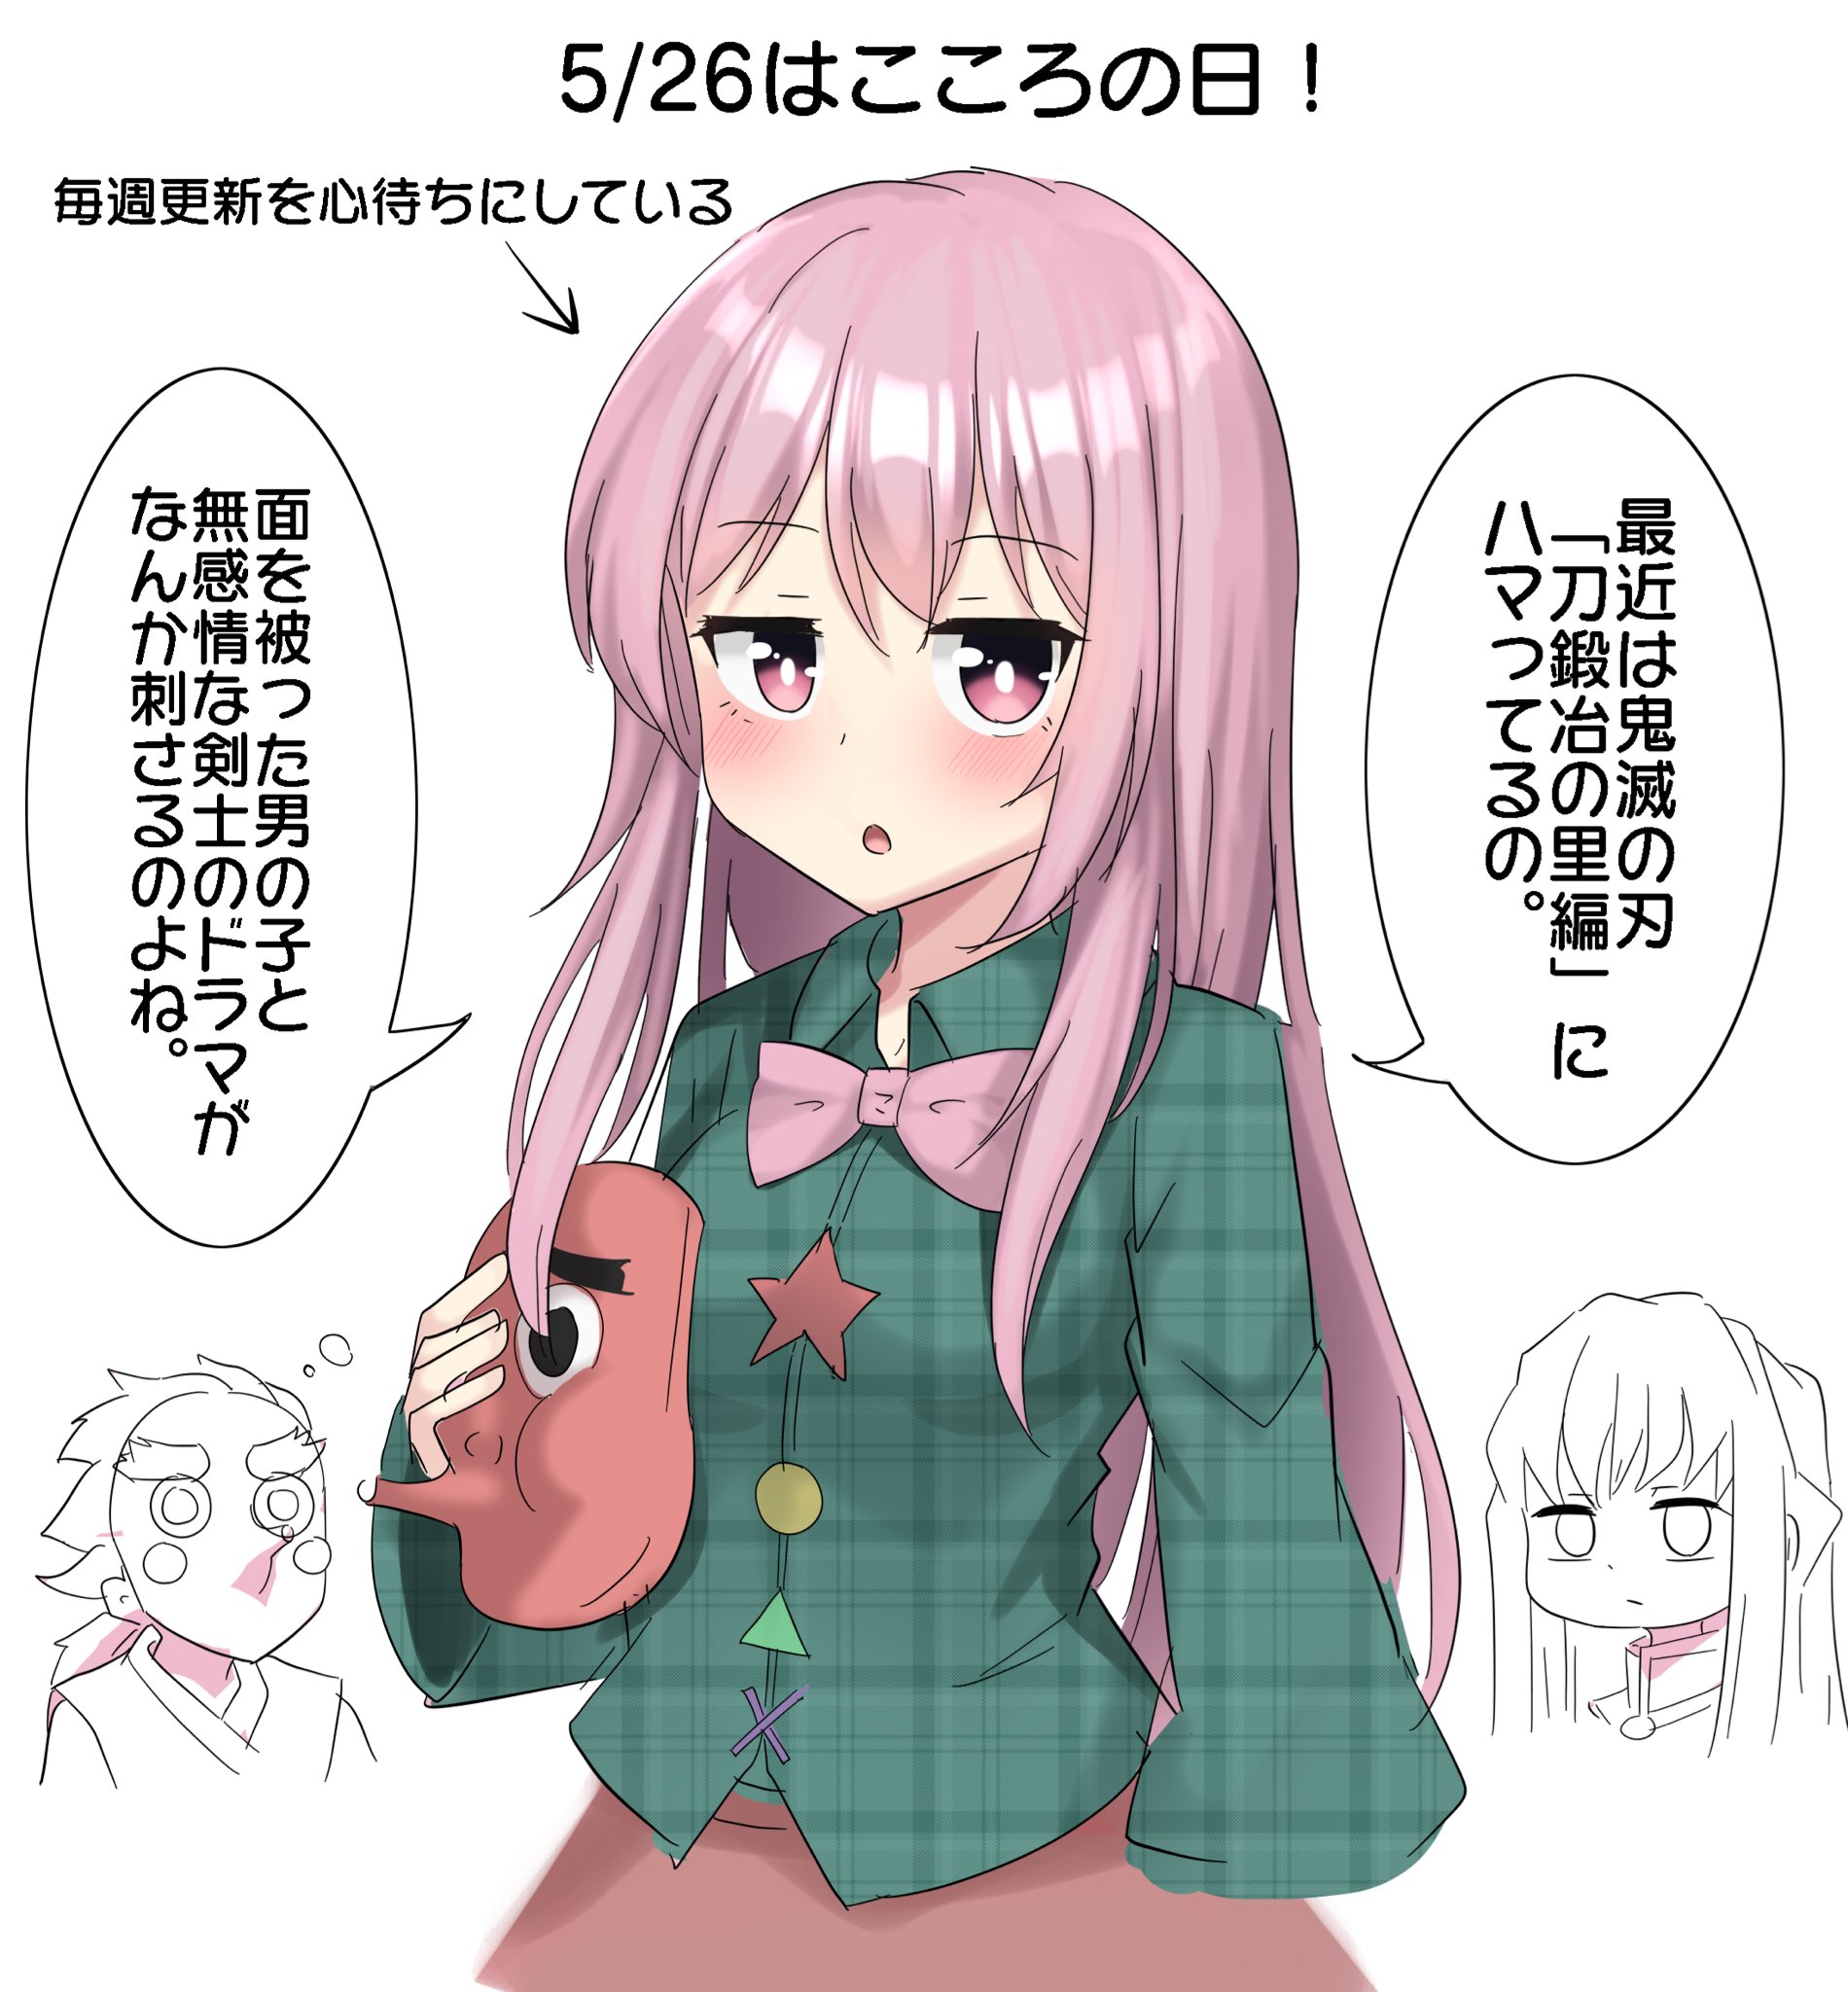 5/26はこころの日！
毎週更新を心待ちにしている
最近は鬼滅の刃
「刀鍛冶の里編」に
ハマってるの。
面を被った男の子と
無感情な剣士のドラマが
なんか刺さるのよね。